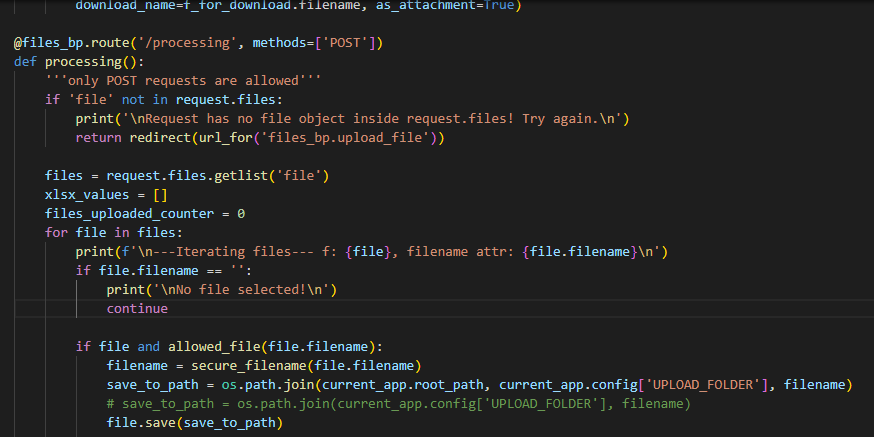 download_name=f_for_download.filename, as_attachment=True)
@files_bp.route('/processing', methods=['POST'])
def processing():
'''only POST requests are allowed'''
if 'file' not in request.files:
print('\nRequest has no file object inside request.files! Try again.\n')
return redirect(url_for('files_bp.upload_file'))
files = request.files.getlist('file')
xlsx_values = []
files_uploaded_counter = 0
for file in files:
print(f'\n---Iterating files--- f: {file}, filename attr: {file.filename}\n')
if file.filename == '':
print('\nNo file selected!\n')
continue
if file and allowed_file(file.filename):
filename = secure_filename(file.filename)
save_to_path = os.path.join(current_app.root_path, current_app.config['UPLOAD_FOLDER'], filename)
# save_to_path = os.path.join(current_app.config['UPLOAD_FOLDER'], filename)
file.save(save_to_path)